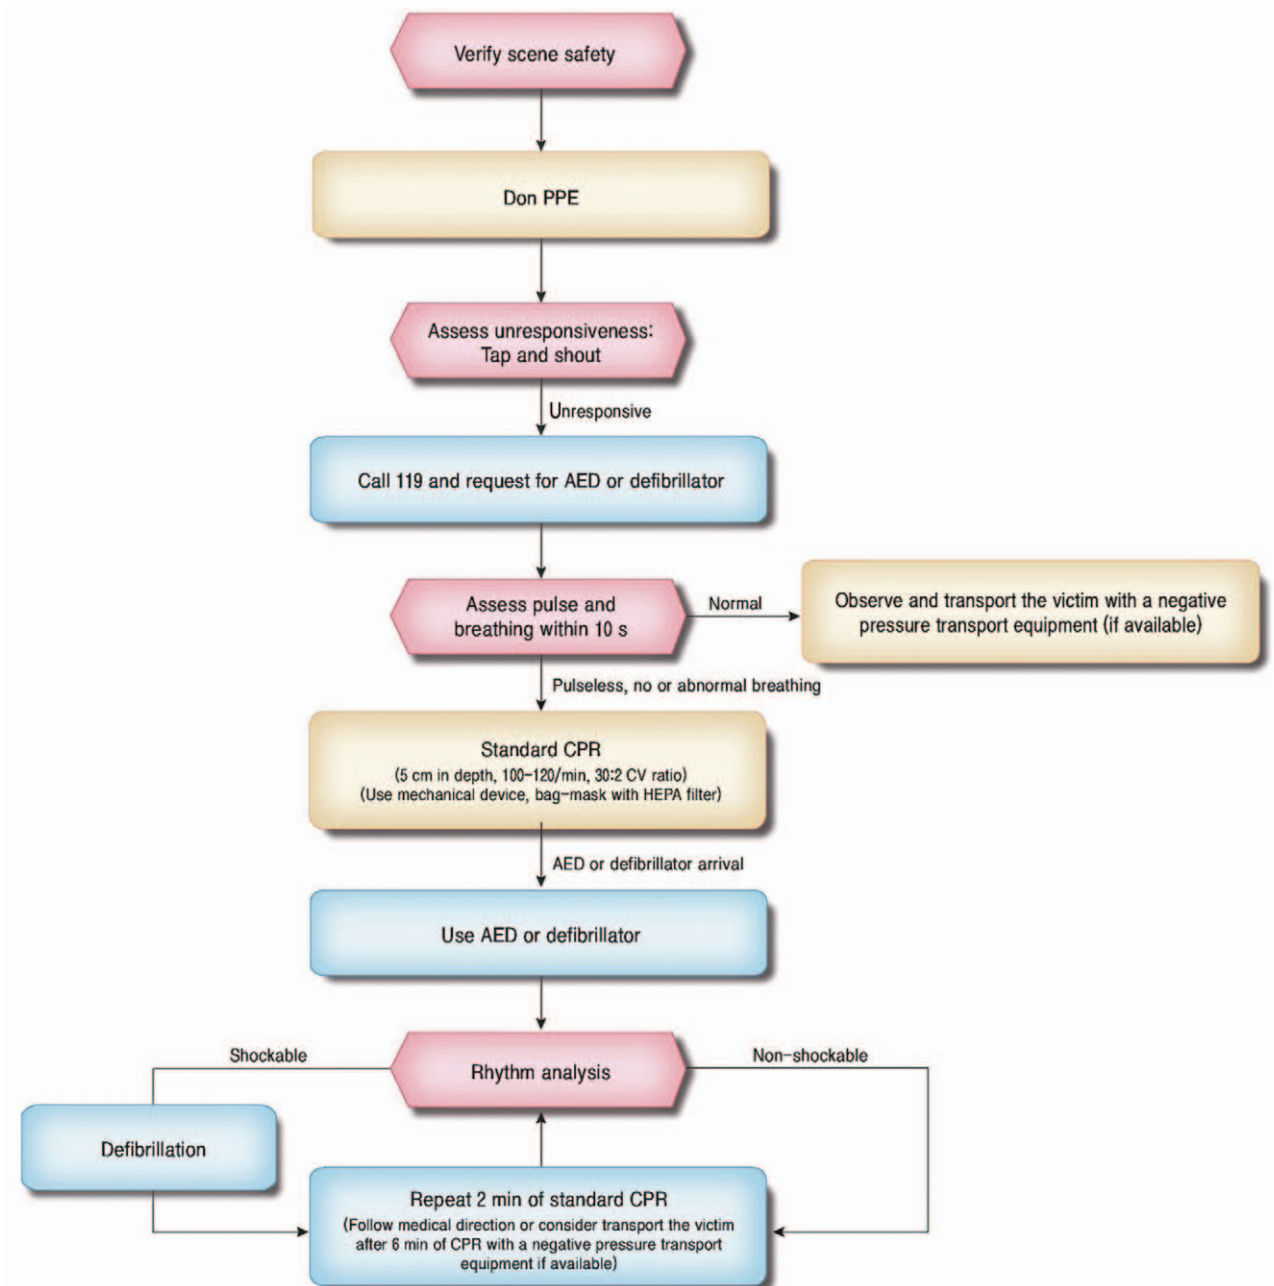 Verify scene safety
Don PPE
Assess unresponsiveness:
Tap and shout
Unresponsive
Call 119 and request for AED or defibrillator
Assess pulse and
breathing within 10 s
Normal
Observe and transport the victim with a negative
pressure transport equipment (if available)
Pulseless, no or abnormal breathing
Standard CPR
(5 cm in depth, 100-120/min, 30:2 CV ratio)
(Use mechanical device, bag-mask with HEPA filter)
AED or defibrillator arrival
Use AED or defibrillator
Shockable
Rhythm analysis
Non-shockable
Defibrillation
Repeat 2 min of standard CPR
(Follow medical direction or consider transport the victim
after 6 min of CPR with a negative pressure transport
equipment if available)